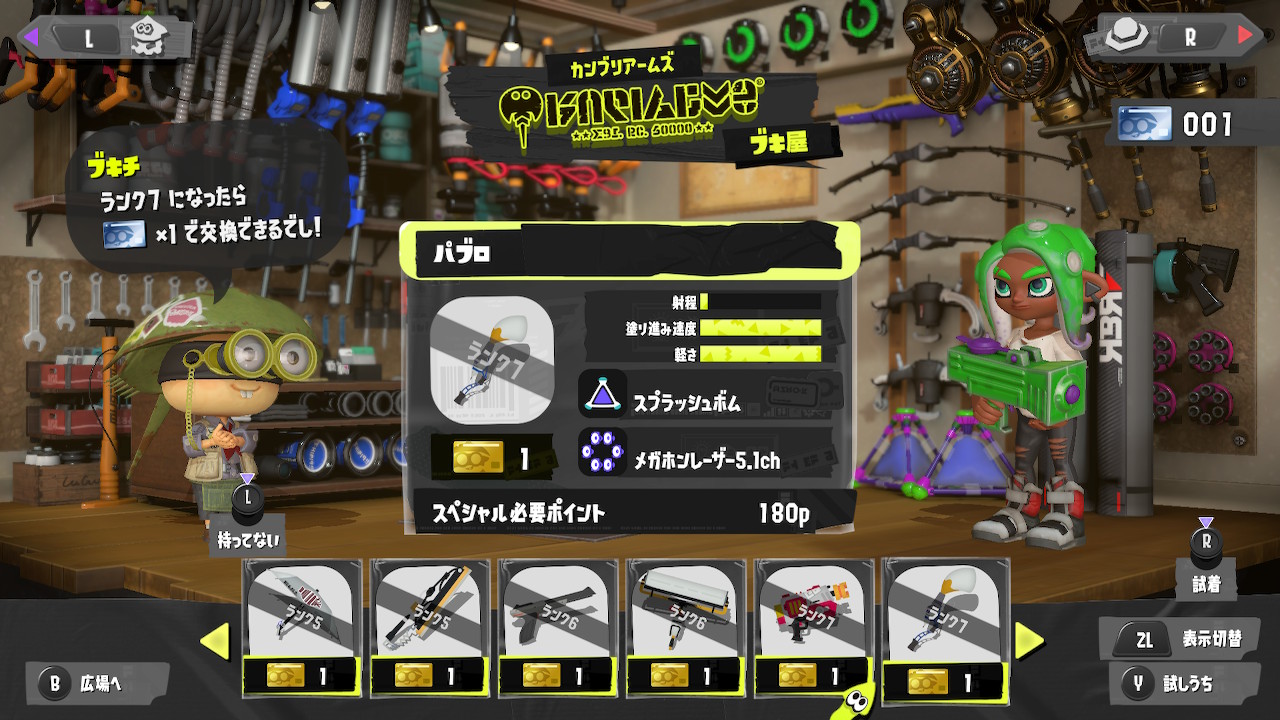 L
R
001
カンブリアームズ
ブキ屋
ブキチ
ランク7 になったら
×1 で交換できるでし!
パブロ
ランク7
射程
塗り進み速度
軽さ
スプラッシュボム
1
メガホンレーザー5.1ch
スペシャル必要ポイント 180p
L
持ってない
R
試着
ランク5
ランク5
ランク6
ランク6
ランク7
ランク7
1
1
1
1
1
1
ZL 表示切替
B 広場へ
Y 試しうち